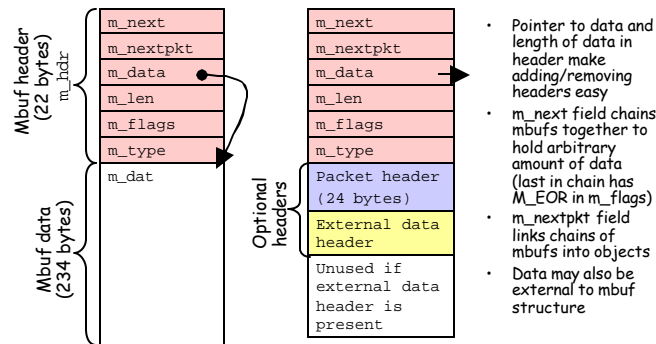 Mbuf header
(22 bytes)
m_hdr
Mbuf data
(234 bytes)
m_next
m_nextpkt
m_data
m_len
m_flags
m_type
m_dat
Optional
headers
m_next
m_nextpkt
m_data
m_len
m_flags
m_type
Packet header
(24 bytes)
External data
header
Unused if
external data
header is
present
• Pointer to data and
length of data in
header make
adding/removing
headers easy
• m_next field chains
mbufs together to
hold arbitrary
amount of data
(last in chain has
M_EOR in m_flags)
• m_nextpkt field
links chains of
mbufs into objects
• Data may also be
external to mbuf
structure